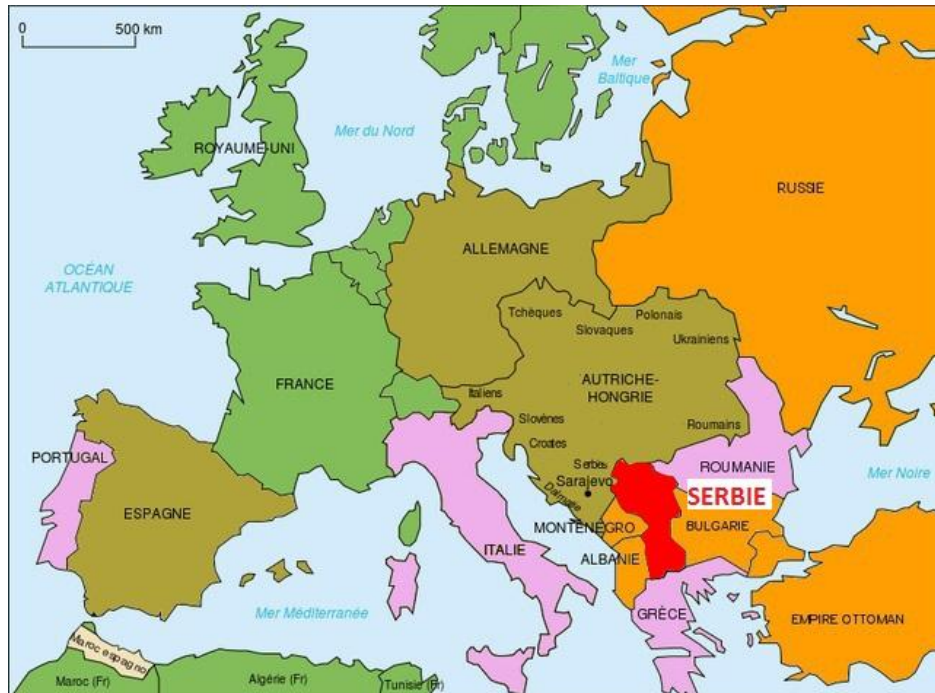 0 500 km
Mer
Baltique
Mer du Nord
ROYAUME-UNI
RUSSIE
ALLEMAGNE
OCÉAN
ATLANTIQUE
Tchèques
Polonais
Slovaques
Ukrainiens
FRANCE
AUTRICHE-
HONGRIE
Italiens
Slovènes
Roumains
Croates
PORTUGAL
Serbes
ROUMANIE
Mer Noire
Sarajevo
Dalmatie
SERBIE
ESPAGNE
MONTÉNÉGRO
BULGARIE
ITALIE
ALBANIE
Mer Méditerranée
GRÈCE
EMPIRE OTTOMAN
Maroc espagnol
Maroc (Fr)
Algérie (Fr)
Tunisie (Fr)